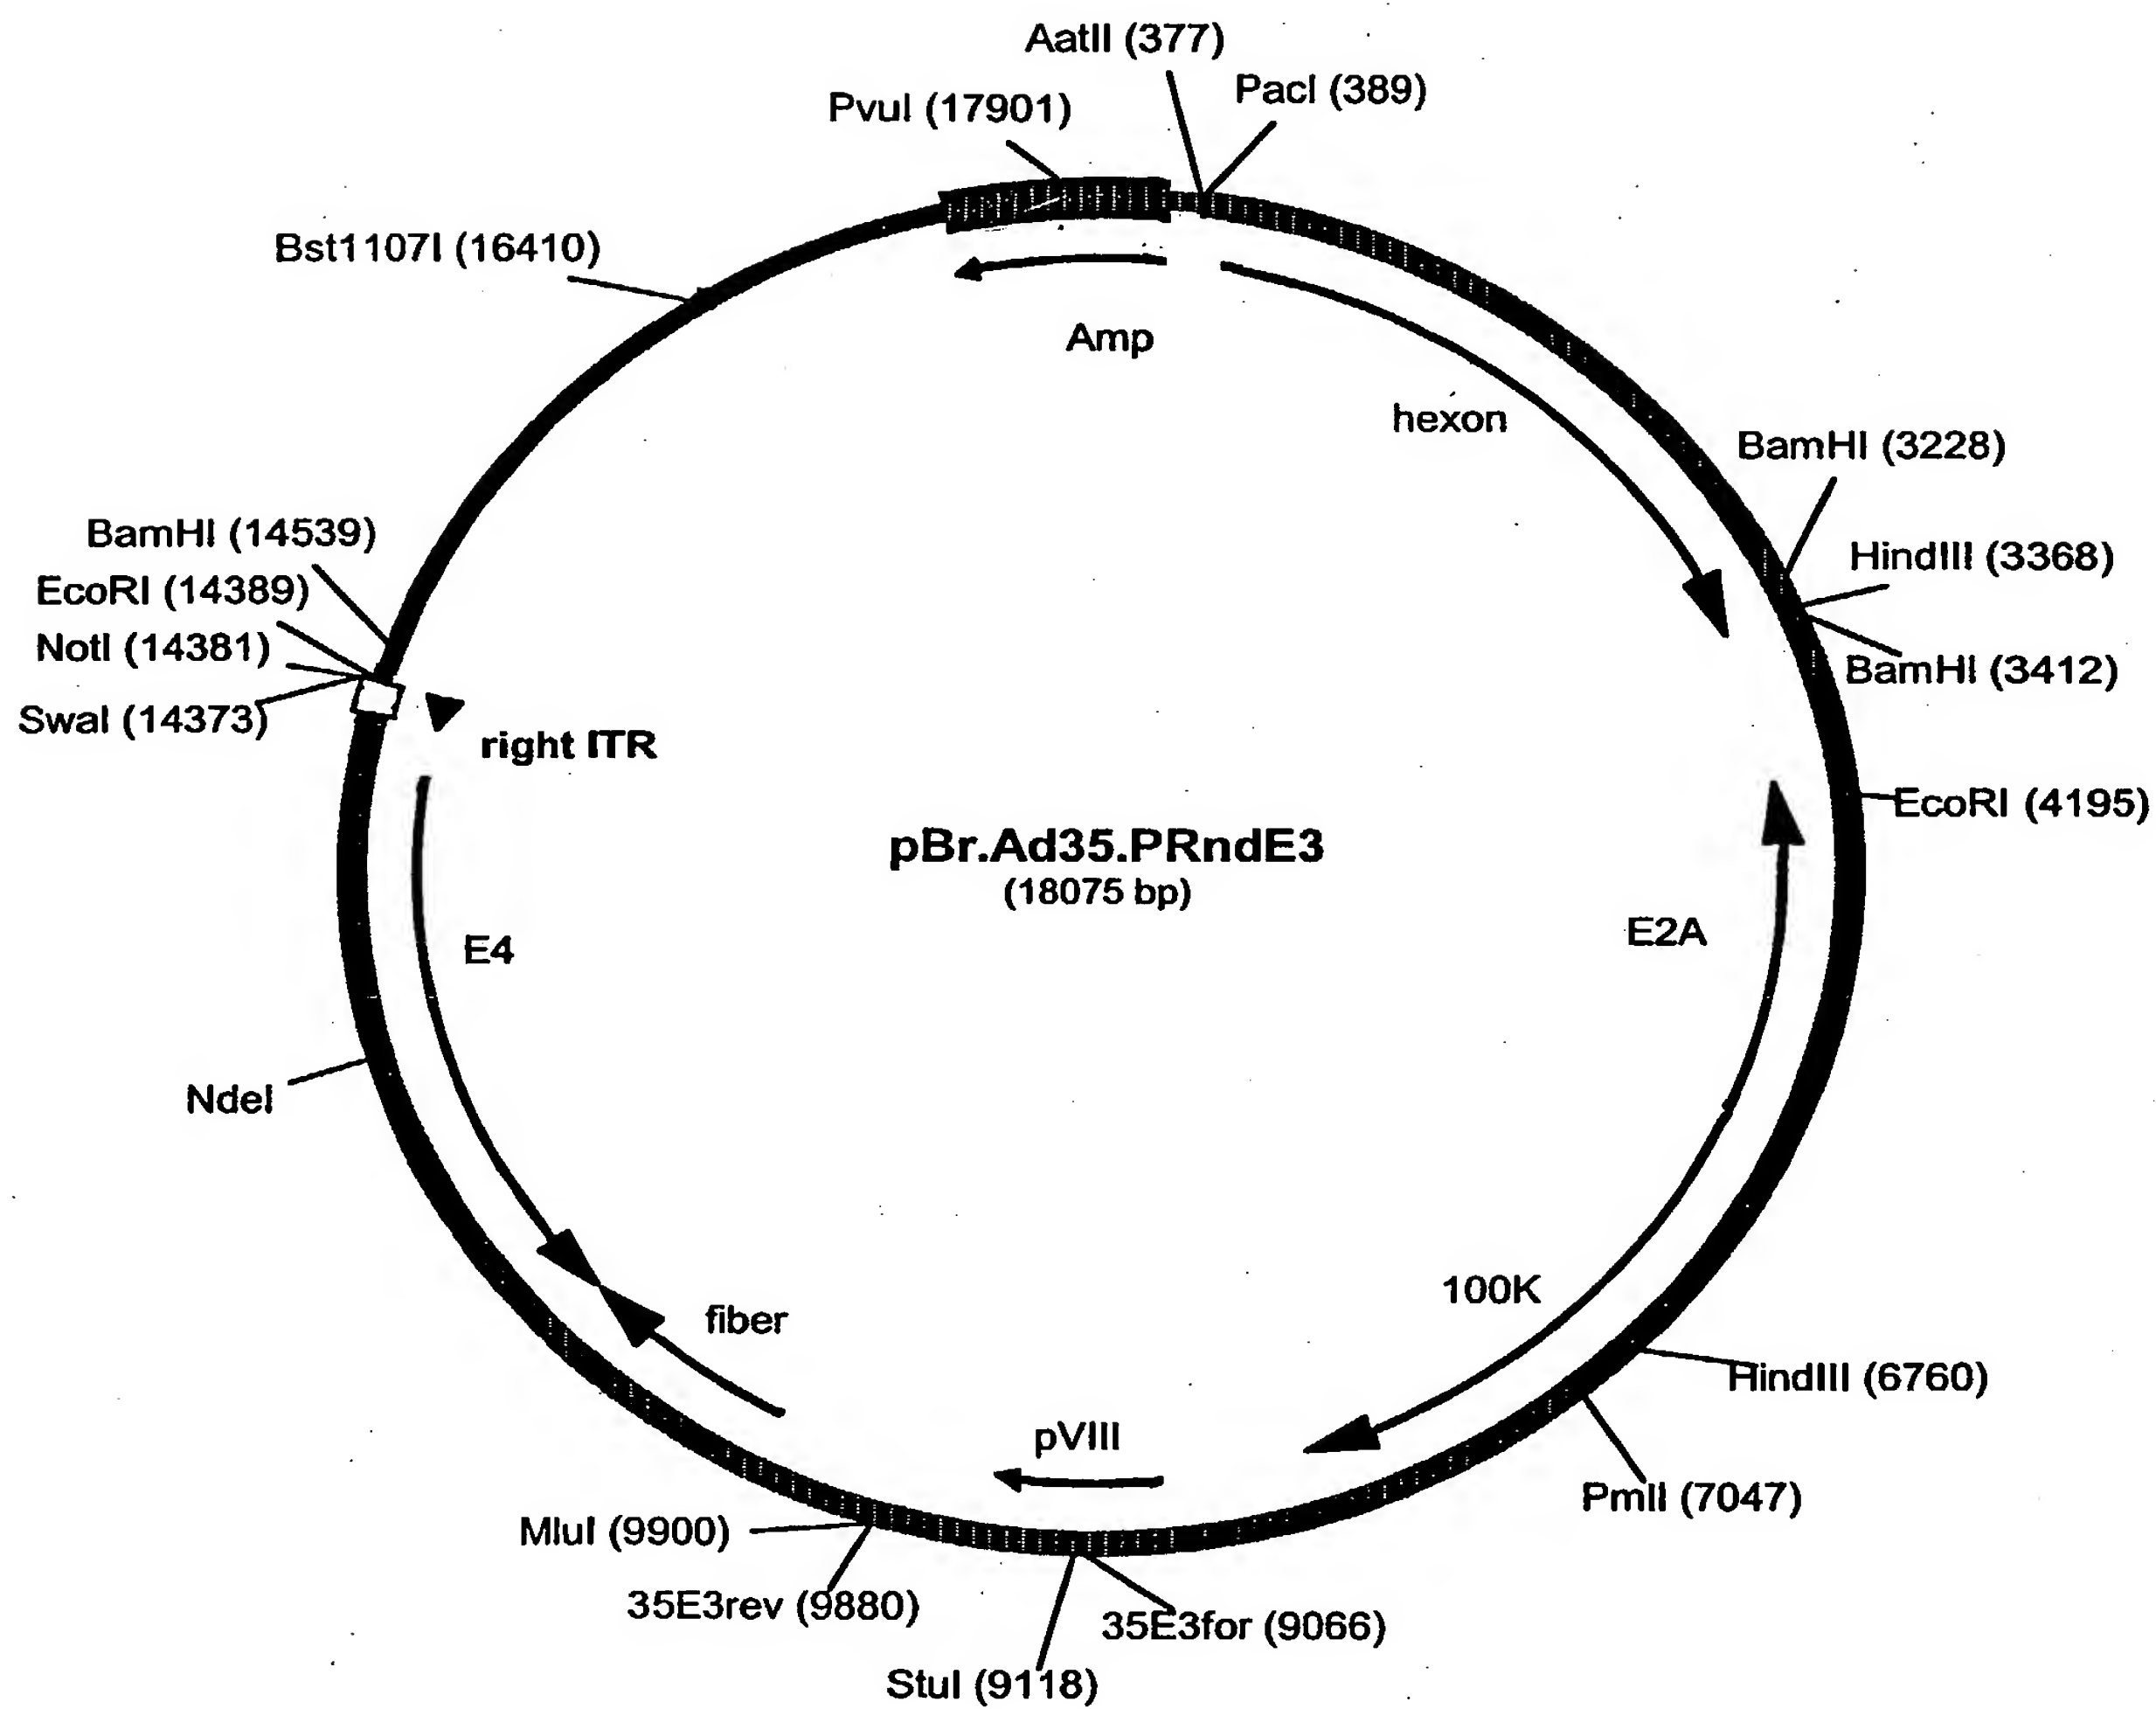 AatII (377)
PacI (389)
PvuI (17901)
Bst1107I (16410)
Amp
hexon
BamHI (3228)
HindIII (3368)
BamHI (3412)
BamHI (14539)
EcoRI (14389)
NotI (14381)
SwaI (14373)
right ITR
EcoRI (4195)
pBr.Ad35.PRndE3
(18075 bp)
E2A
E4
NdeI
100K
fiber
HindIII (6760)
pVIII
PmlI (7047)
MluI (9900)
35E3rev (9880)
35E3for (9066)
StuI (9118)